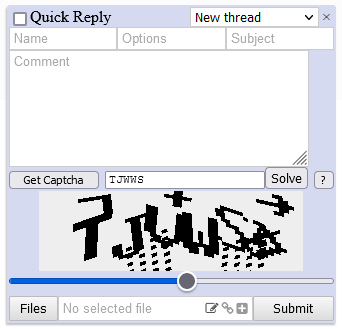 Quick Reply New thread ×
Name Options Subject
Comment
Get Captcha TJWWS Solve ?
Files No selected file Submit